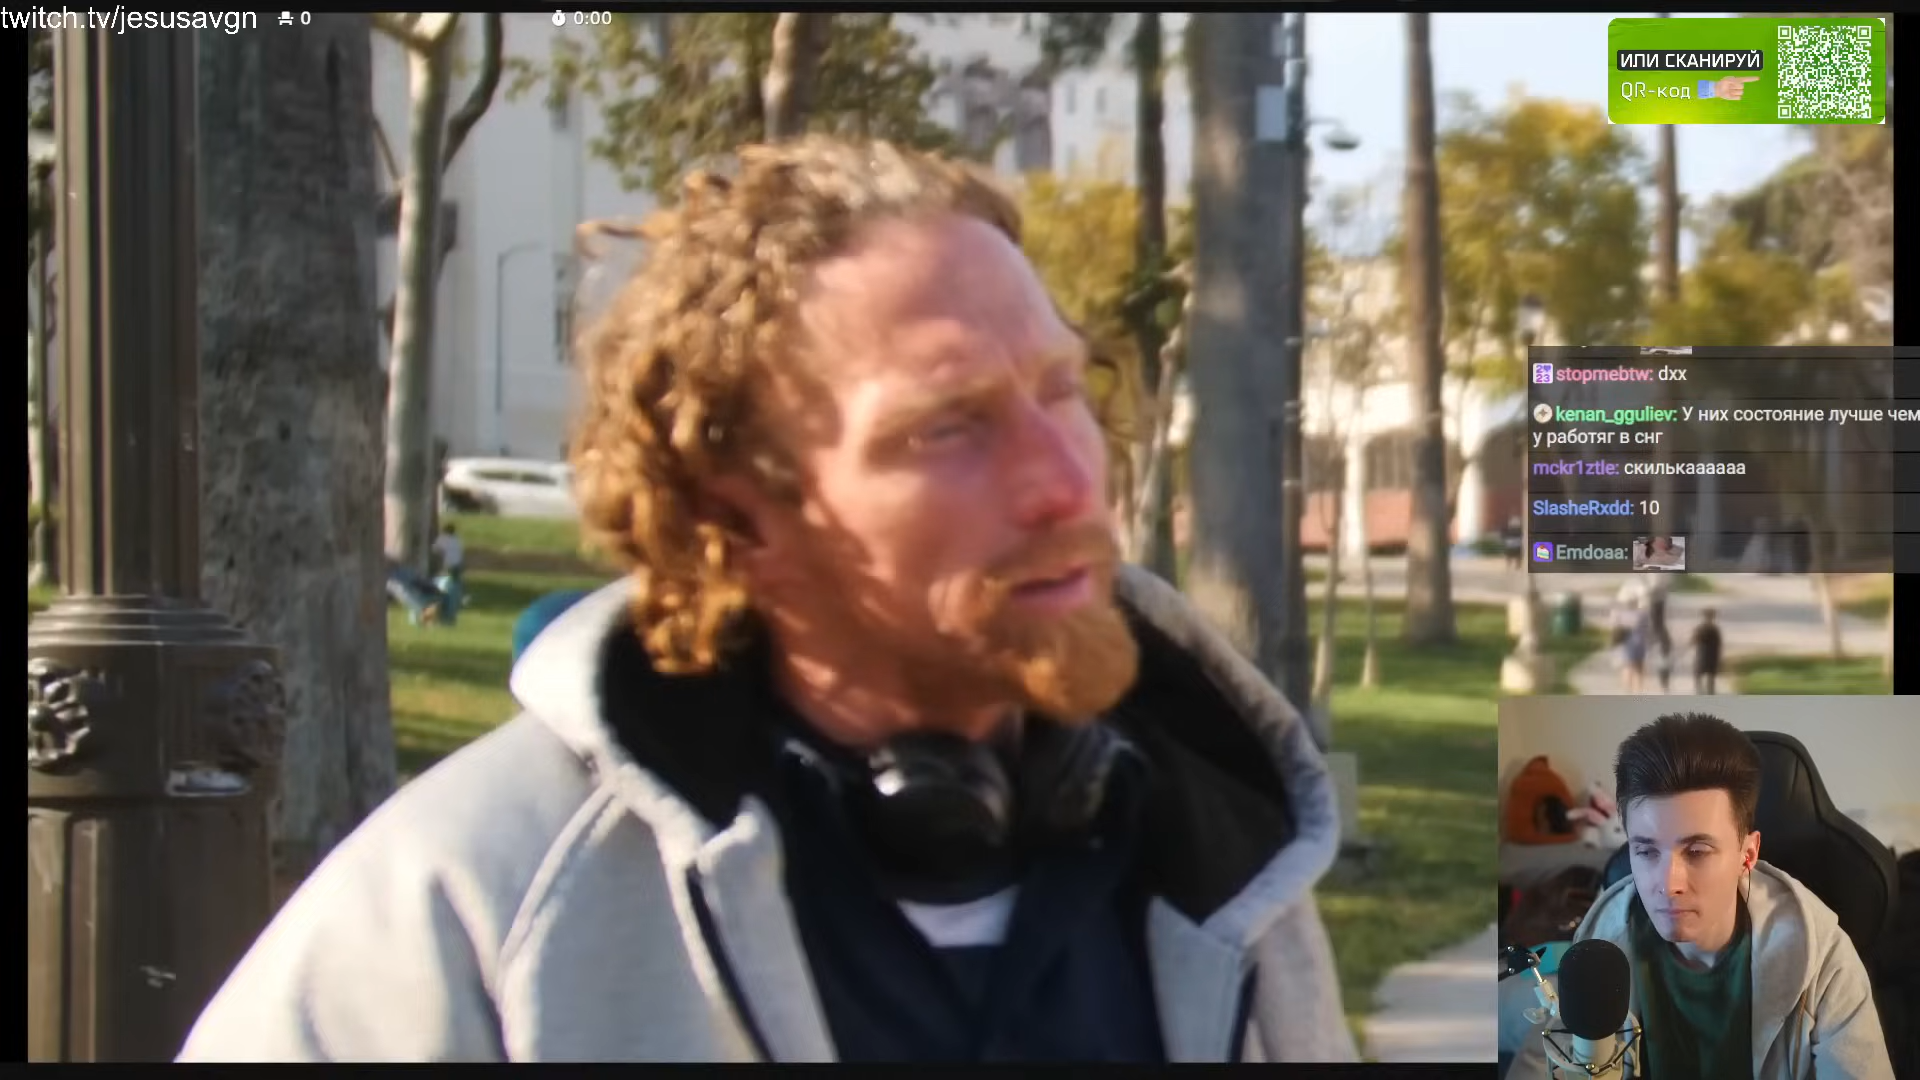 twitch.tv/jesusavgn
0
0:00
ИЛИ СКАНИРУЙ
QR-код
stopmebtw: dxx
kenan_gguliev: У них состояние лучше чем
у работяг в снг
mckr1ztle: скилькаааааа
SlasheRxdd: 10
Emdoaa: